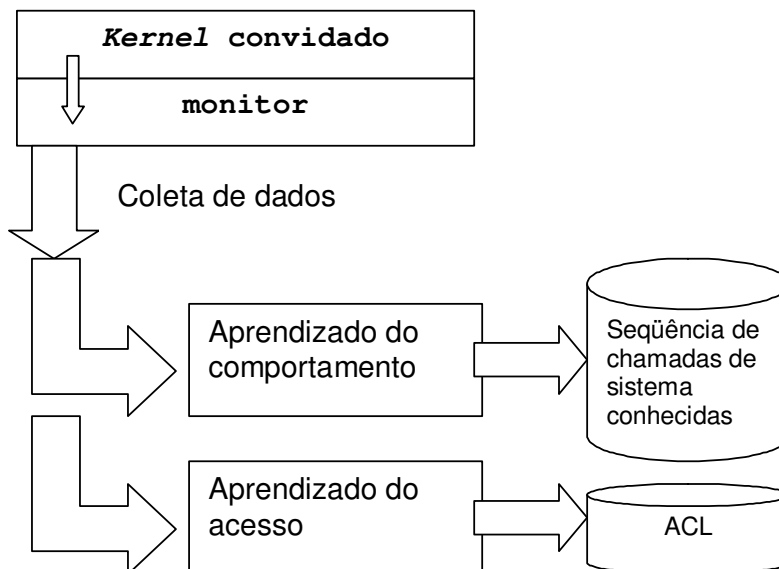 Kernel convidado
monitor
Coleta de dados
Aprendizado do
comportamento
Seqüência de
chamadas de
sistema
conhecidas
Aprendizado do
acesso
ACL